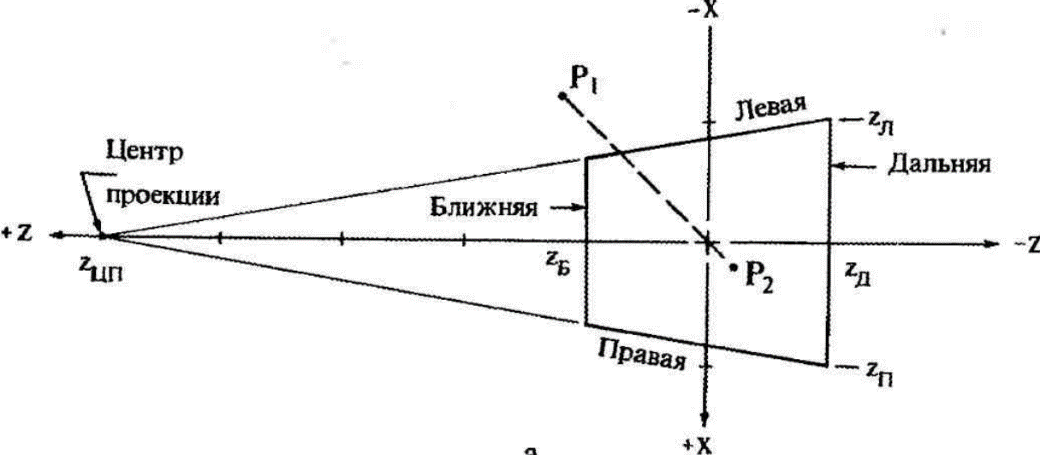 -X
P1
Левая
zЛ
Центр
проекции
Дальняя
Ближняя
+Z
-Z
zЦП
zБ
P2
zД
Правая
zП
+X
а